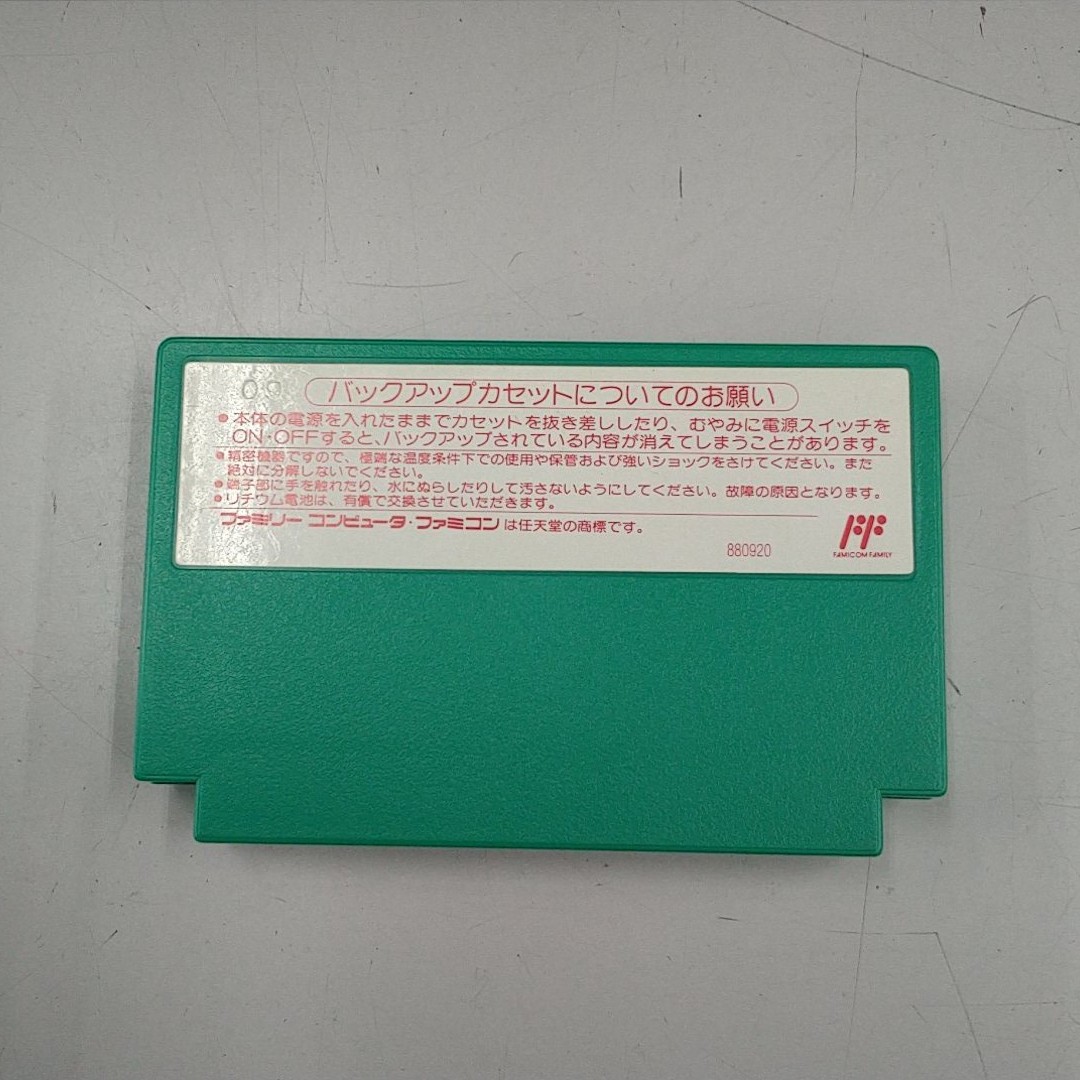 バックアップカセットについてのお願い
●本体の電源を入れたままでカセットを抜き差ししたり、むやみに電源スイッチを
ON・OFFすると、バックアップされている内容が消えてしまうことがあります。
●精密機器ですので、極端な温度条件下での使用や保管および強いショックをさけてください。また
絶対に分解しないでください。
●端子部に手を触れたり、水にぬらしたりして汚さないようにしてください。故障の原因となります。
●リチウム電池は、有償で交換させていただきます。
ファミリーコンピュータ・ファミコンは任天堂の商標です。
880920
FAMICOM FAMILY